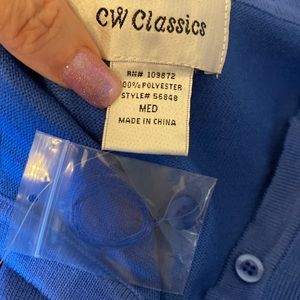 CW Classics
RN# 109872
100% POLYESTER
STYLE# 56848
MED
MADE IN CHINA